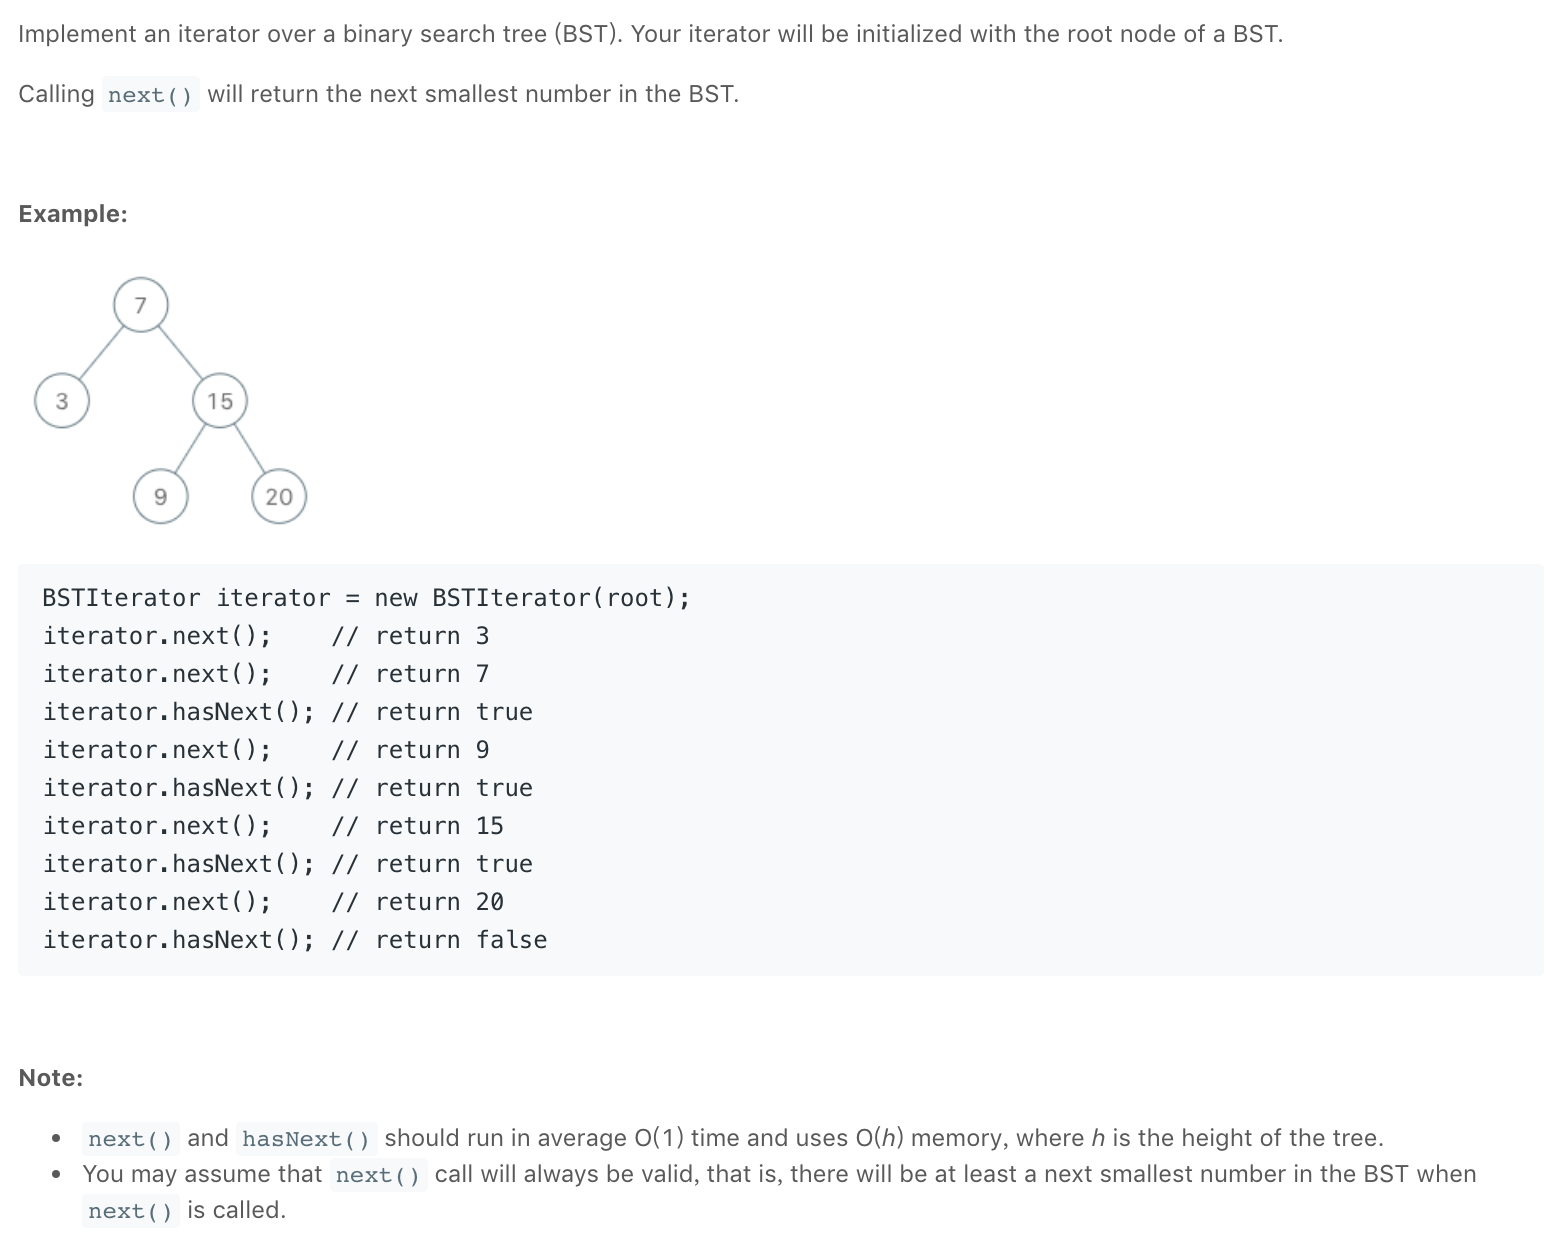 Implement an iterator over a binary search tree (BST). Your iterator will be initialized with the root node of a BST.
Calling next() will return the next smallest number in the BST.
Example:
7
3
15
9
20
BSTIterator iterator = new BSTIterator(root);
iterator.next();    // return 3
iterator.next();    // return 7
iterator.hasNext(); // return true
iterator.next();    // return 9
iterator.hasNext(); // return true
iterator.next();    // return 15
iterator.hasNext(); // return true
iterator.next();    // return 20
iterator.hasNext(); // return false
Note:
• next() and hasNext() should run in average O(1) time and uses O(h) memory, where h is the height of the tree.
• You may assume that next() call will always be valid, that is, there will be at least a next smallest number in the BST when
next() is called.